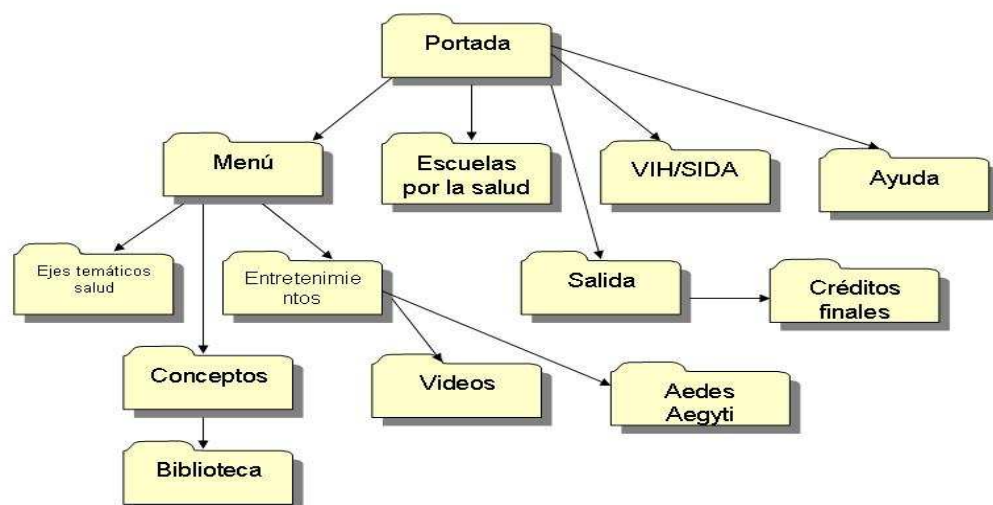 Portada
Menú
Escuelas
por la salud
VIH/SIDA
Ayuda
Ejes temáticos
salud
Entretenimie
ntos
Salida
Créditos
finales
Conceptos
Videos
Aedes
Aegyti
Biblioteca